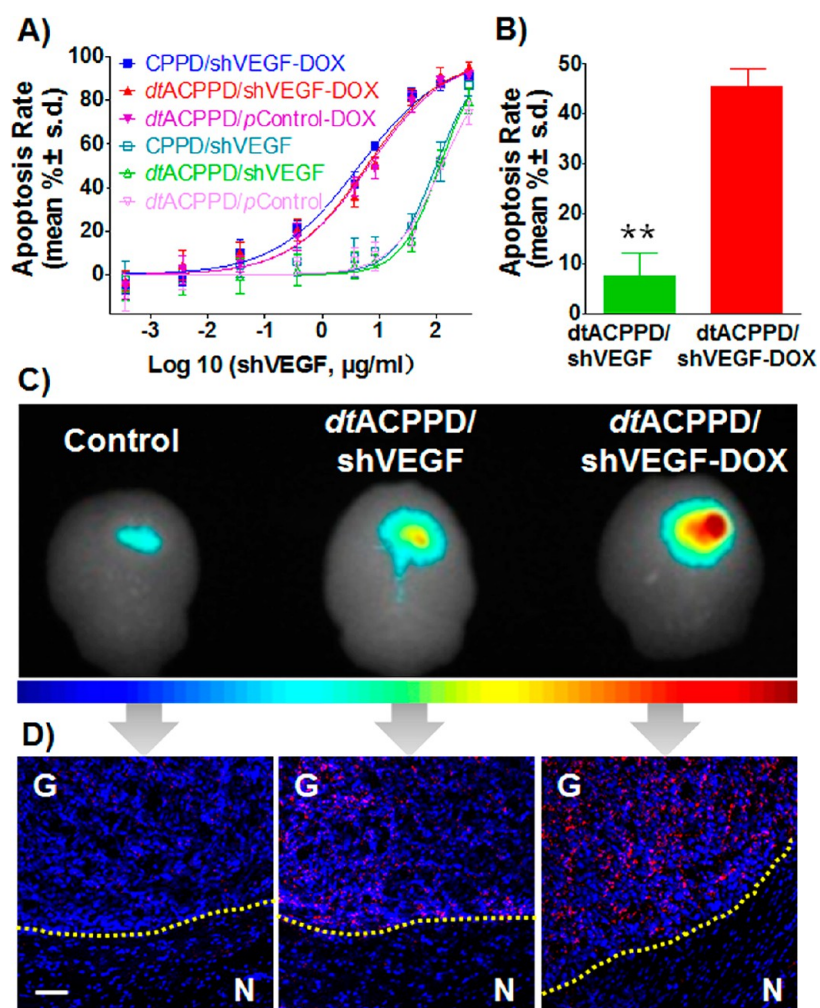 A)
100
80
60
40
20
0
Apoptosis Rate
(mean %± s.d.)
CPPD/shVEGF-DOX
dtACPPD/shVEGF-DOX
dtACPPD/pControl-DOX
CPPD/shVEGF
dtACPPD/shVEGF
dtACPPD/pControl
-3 -2 -1 0 1 2
Log 10 (shVEGF, μg/ml)
B)
50
40
30
20
10
0
Apoptosis Rate
(mean %± s.d.)
**
dtACPPD/
shVEGF
dtACPPD/
shVEGF-DOX
C)
Control
dtACPPD/
shVEGF
dtACPPD/
shVEGF-DOX
D)
G
N
G
N
G
N